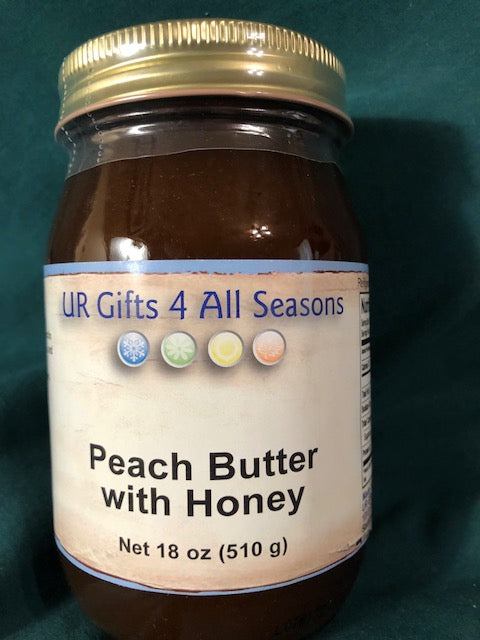 UR Gifts 4 All Seasons
Peach Butter
with Honey
Net 18 oz (510 g)